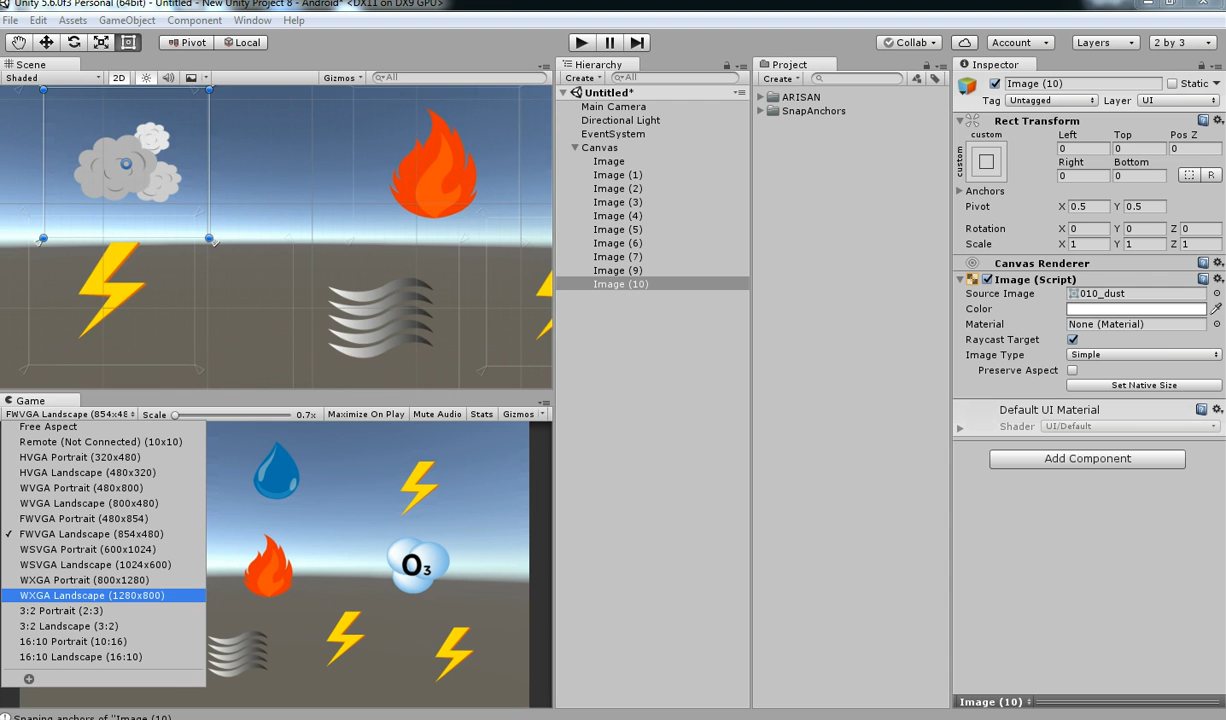 Unity 5.6.0f3 Personal (64bit) - Untitled - New Unity Project 8 - Android* <DX11 on DX9 GPU>
File Edit Assets GameObject Component Window Help
Pivot Local Collab Account Layers 2 by 3
Scene
Shaded 2D Gizmos All
Hierarchy
Create All
Untitled*
Main Camera
Directional Light
EventSystem
Canvas
Image
Image (1)
Image (2)
Image (3)
Image (4)
Image (5)
Image (6)
Image (7)
Image (9)
Image (10)
Project
Create
ARISAN
SnapAnchors
Inspector
Image (10) Static
Tag Untagged Layer UI
Rect Transform
custom Left Top Pos Z
custom 0 0 0
Right Bottom
0 0 R
Anchors
Pivot X 0.5 Y 0.5
Rotation X 0 Y 0 Z 0
Scale X 1 Y 1 Z 1
Canvas Renderer
Image (Script)
Source Image 010_dust
Color
Material None (Material)
Raycast Target
Image Type Simple
Preserve Aspect
Set Native Size
Default UI Material
Shader UI/Default
Add Component
Image (10)
Game
FWVGA Landscape (854x48 Scale 0.7x Maximize On Play Mute Audio Stats Gizmos
Free Aspect
Remote (Not Connected) (10x10)
HVGA Portrait (320x480)
HVGA Landscape (480x320)
WVGA Portrait (480x800)
WVGA Landscape (800x480)
FWVGA Portrait (480x854)
FWVGA Landscape (854x480)
WSVGA Portrait (600x1024)
WSVGA Landscape (1024x600)
WXGA Portrait (800x1280)
WXGA Landscape (1280x800)
3:2 Portrait (2:3)
3:2 Landscape (3:2)
16:10 Portrait (10:16)
16:10 Landscape (16:10)
O3
Snaping anchors of "Image (10)